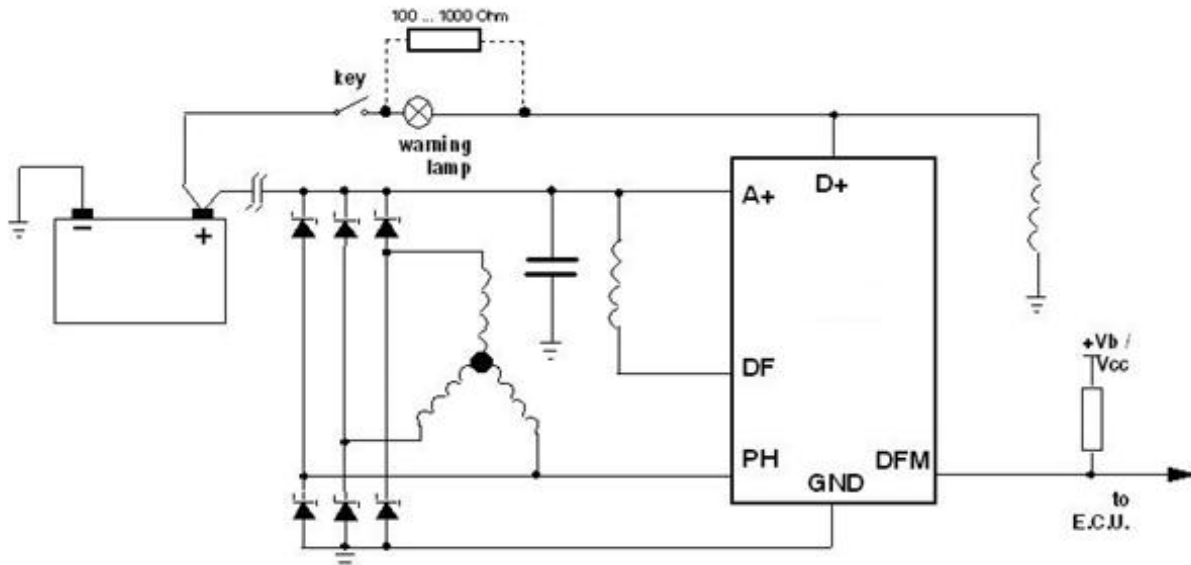 100 ... 1000 Ohm
key
warning
lamp
A+
D+
−
+
DF
+Vb /
Vcc
PH
DFM
GND
to
E.C.U.